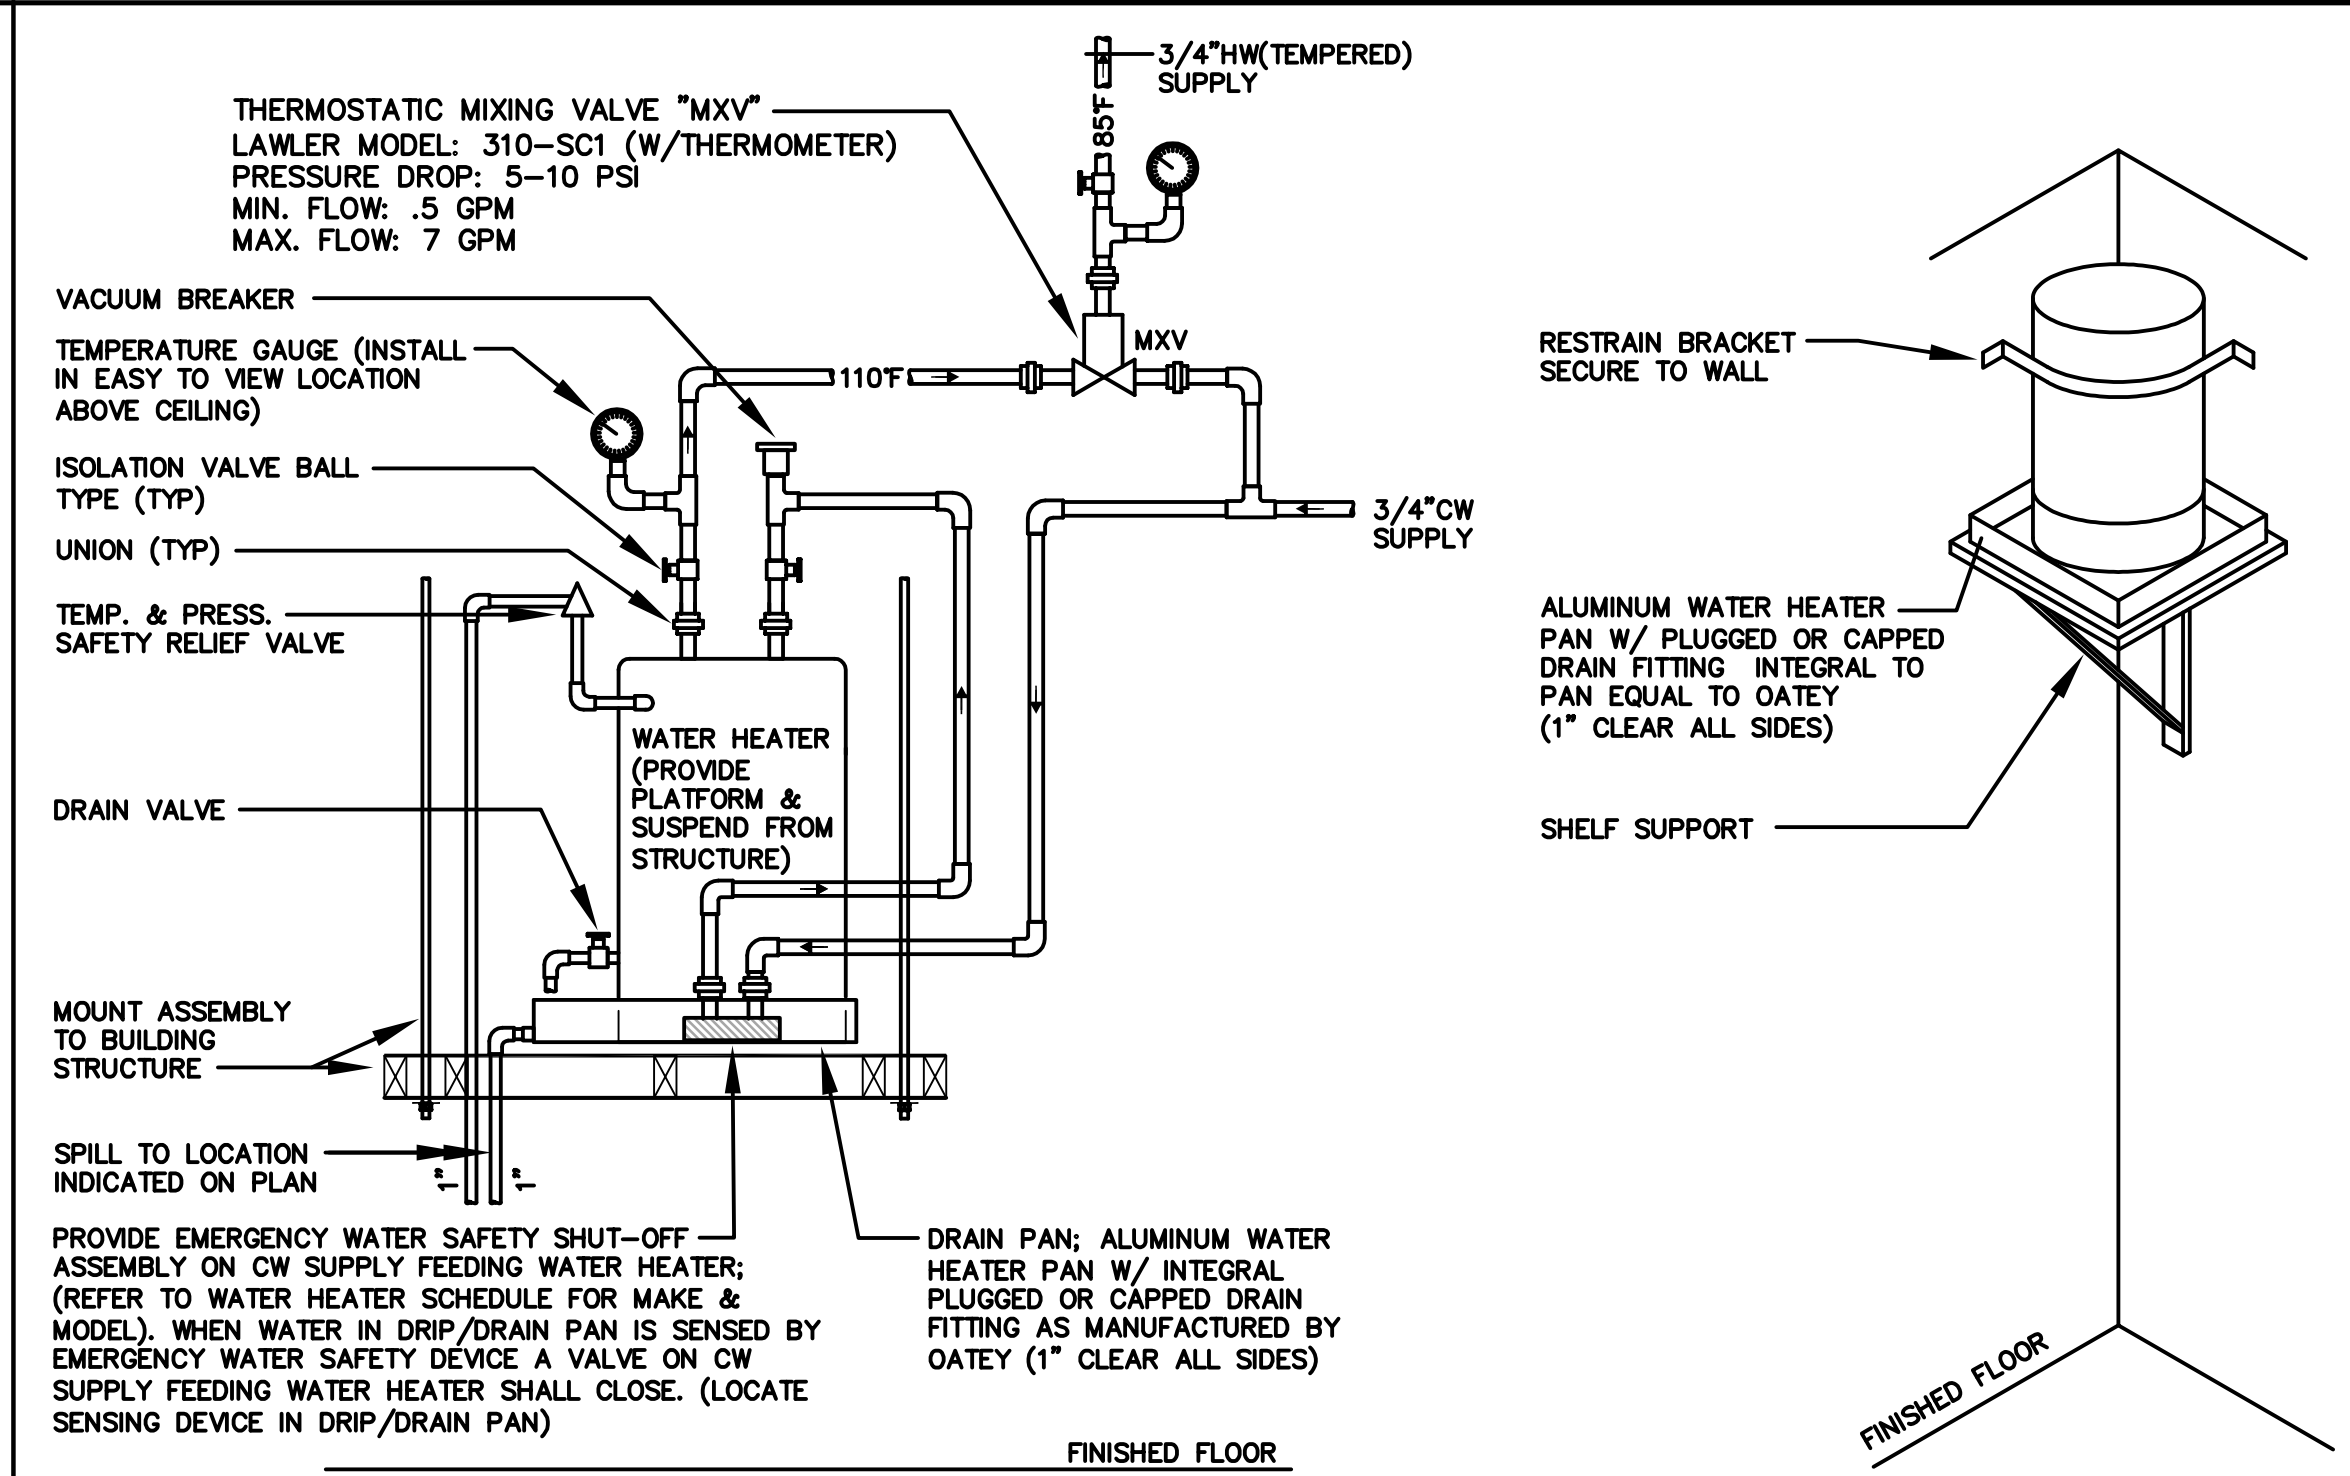 3/4"HW(TEMPERED)
SUPPLY
85°F
THERMOSTATIC MIXING VALVE "MXV"
LAWLER MODEL: 310-SC1 (W/THERMOMETER)
PRESSURE DROP: 5-10 PSI
MIN. FLOW: .5 GPM
MAX. FLOW: 7 GPM
VACUUM BREAKER
TEMPERATURE GAUGE (INSTALL
IN EASY TO VIEW LOCATION
ABOVE CEILING)
MXV
110°F
ISOLATION VALVE BALL
TYPE (TYP)
3/4"CW
SUPPLY
UNION (TYP)
TEMP. & PRESS.
SAFETY RELIEF VALVE
WATER HEATER
(PROVIDE
PLATFORM &
SUSPEND FROM
STRUCTURE)
DRAIN VALVE
MOUNT ASSEMBLY
TO BUILDING
STRUCTURE
SPILL TO LOCATION
INDICATED ON PLAN
1"
1"
PROVIDE EMERGENCY WATER SAFETY SHUT-OFF
ASSEMBLY ON CW SUPPLY FEEDING WATER HEATER;
(REFER TO WATER HEATER SCHEDULE FOR MAKE &
MODEL). WHEN WATER IN DRIP/DRAIN PAN IS SENSED BY
EMERGENCY WATER SAFETY DEVICE A VALVE ON CW
SUPPLY FEEDING WATER HEATER SHALL CLOSE. (LOCATE
SENSING DEVICE IN DRIP/DRAIN PAN)
DRAIN PAN; ALUMINUM WATER
HEATER PAN W/ INTEGRAL
PLUGGED OR CAPPED DRAIN
FITTING AS MANUFACTURED BY
OATEY (1" CLEAR ALL SIDES)
FINISHED FLOOR
RESTRAIN BRACKET
SECURE TO WALL
ALUMINUM WATER HEATER
PAN W/ PLUGGED OR CAPPED
DRAIN FITTING INTEGRAL TO
PAN EQUAL TO OATEY
(1" CLEAR ALL SIDES)
SHELF SUPPORT
FINISHED FLOOR